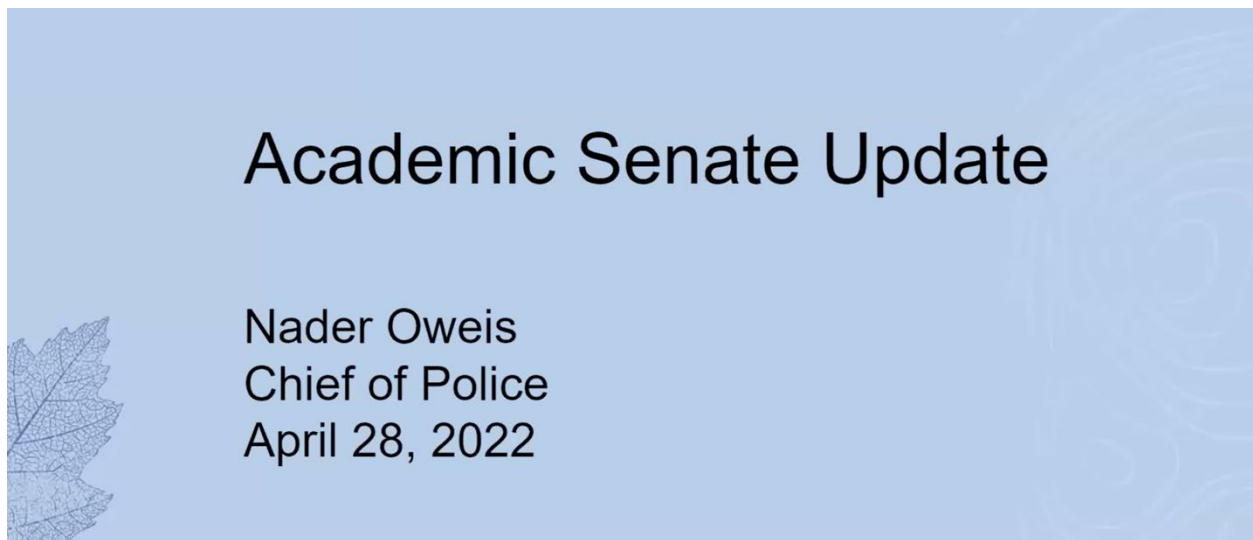 Academic Senate Update
Nader Oweis
Chief of Police
April 28, 2022